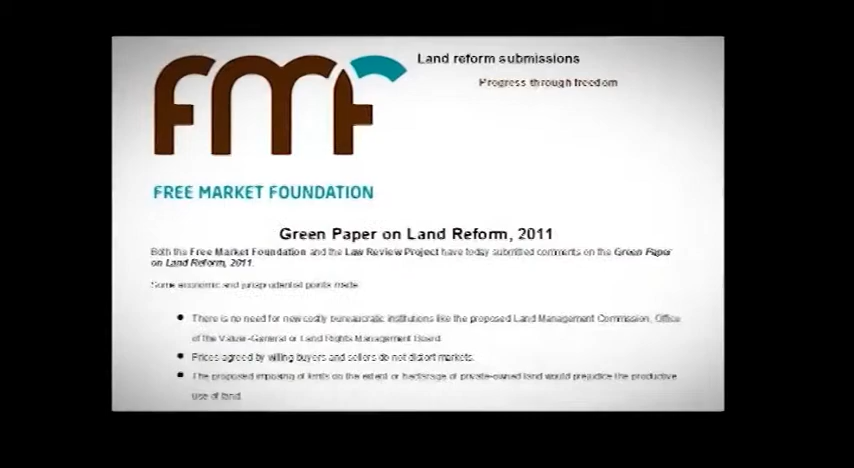 fmf
Land reform submissions
Progress through freedom
FREE MARKET FOUNDATION
Green Paper on Land Reform, 2011
Both the Free Market Foundation and the Law Review Project have today submitted comments on the Green Paper
on Land Reform, 2011.
Some economic and jurisprudential points made
• There is no need for new costly bureaucratic institutions like the proposed Land Management Commission, Office
of the Valuer-General or Land Rights Management Board.
• Prices agreed by willing buyers and sellers do not distort markets.
• The proposed imposing of limits on the extent or hectarage of private-owned land would prejudice the productive
use of land.